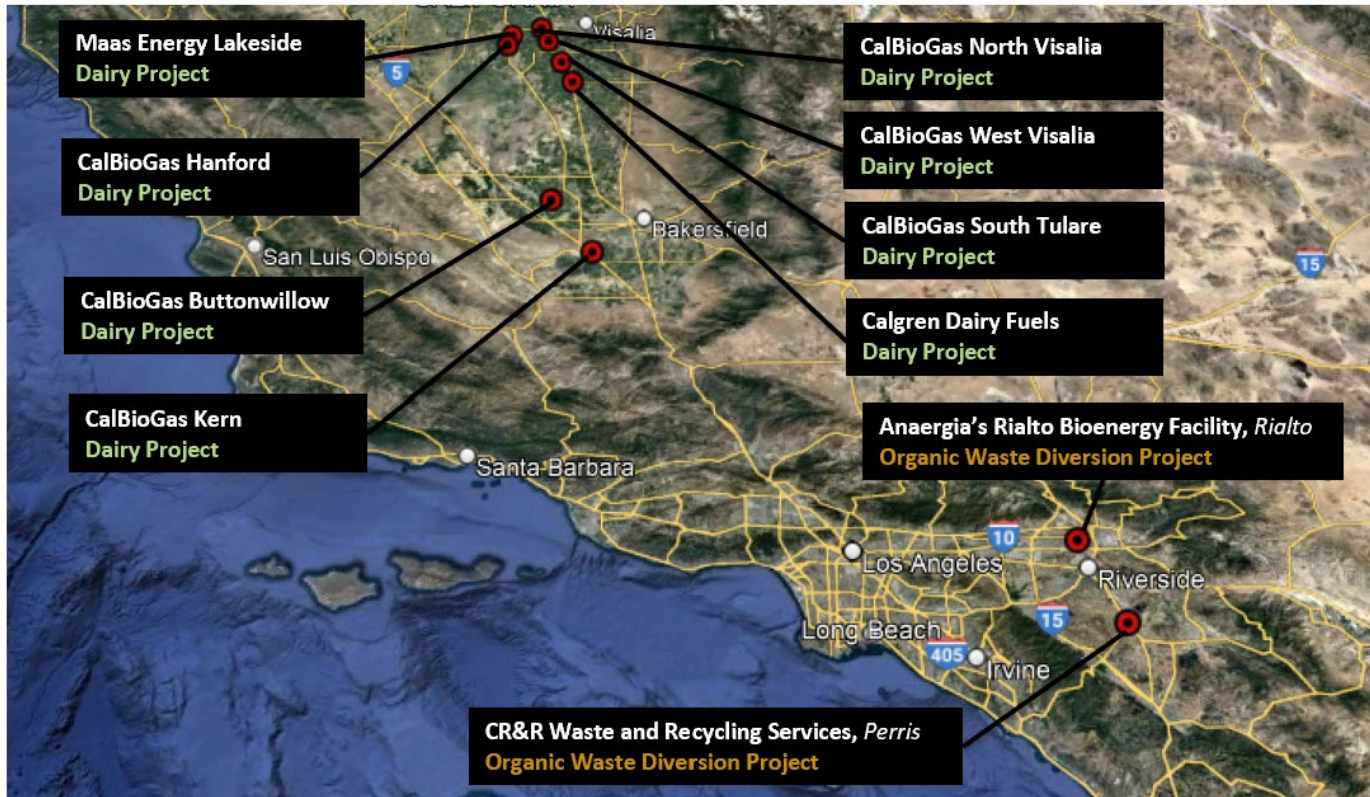 Maas Energy Lakeside
Dairy Project
CalBioGas Hanford
Dairy Project
CalBioGas Buttonwillow
Dairy Project
CalBioGas Kern
Dairy Project
Visalia
5
CalBioGas North Visalia
Dairy Project
CalBioGas West Visalia
Dairy Project
CalBioGas South Tulare
Dairy Project
Calgren Dairy Fuels
Dairy Project
San Luis Obispo
Bakersfield
15
Anaergia's Rialto Bioenergy Facility, Rialto
Organic Waste Diversion Project
Santa Barbara
10
Los Angeles
Riverside
15
Long Beach
405
Irvine
CR&R Waste and Recycling Services, Perris
Organic Waste Diversion Project